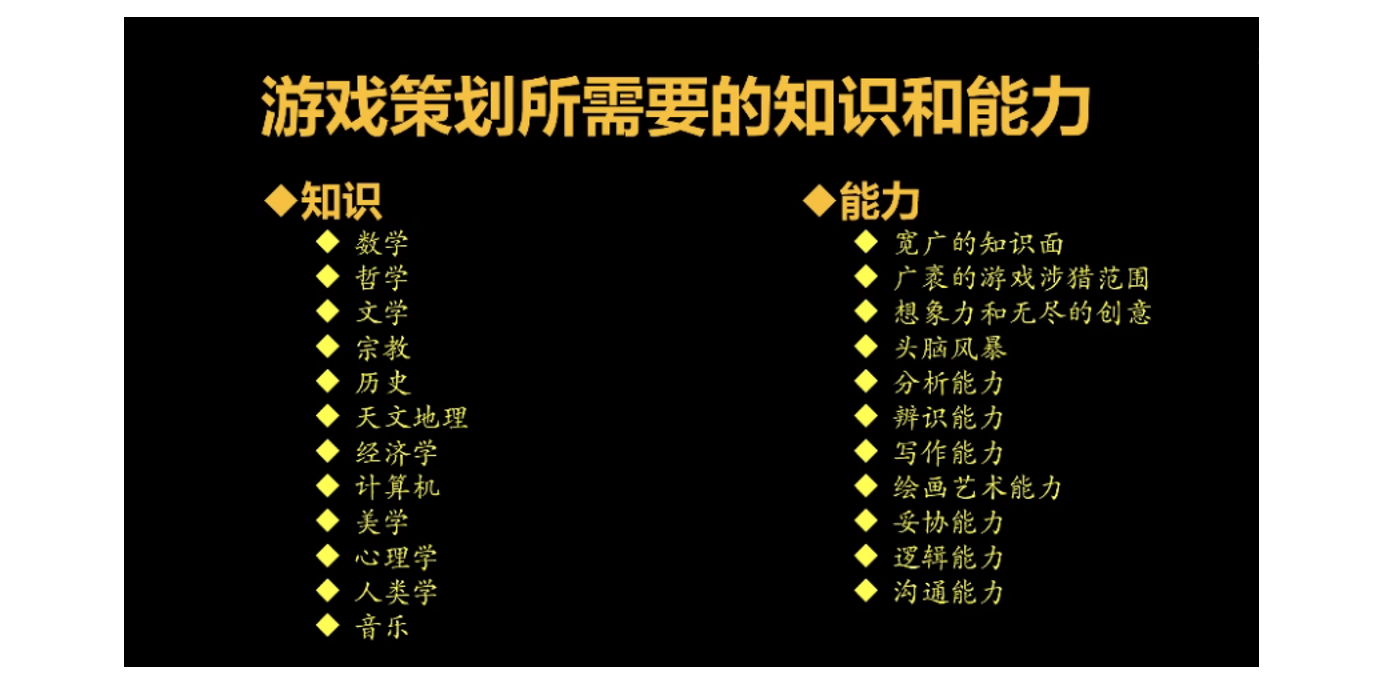 游戏策划所需要的知识和能力
◆知识
◆ 数学
◆ 哲学
◆ 文学
◆ 宗教
◆ 历史
◆ 天文地理
◆ 经济学
◆ 计算机
◆ 美学
◆ 心理学
◆ 人类学
◆ 音乐
◆能力
◆ 宽广的知识面
◆ 广袤的游戏涉猎范围
◆ 想象力和无尽的创意
◆ 头脑风暴
◆ 分析能力
◆ 辨识能力
◆ 写作能力
◆ 绘画艺术能力
◆ 妥协能力
◆ 逻辑能力
◆ 沟通能力